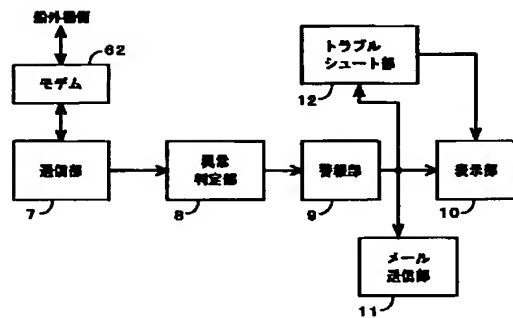 船外機側
62
モデム
トラブル
シュート部
12
通信部
7
異常
判定部
8
警報部
9
表示部
10
メール
送信部
11